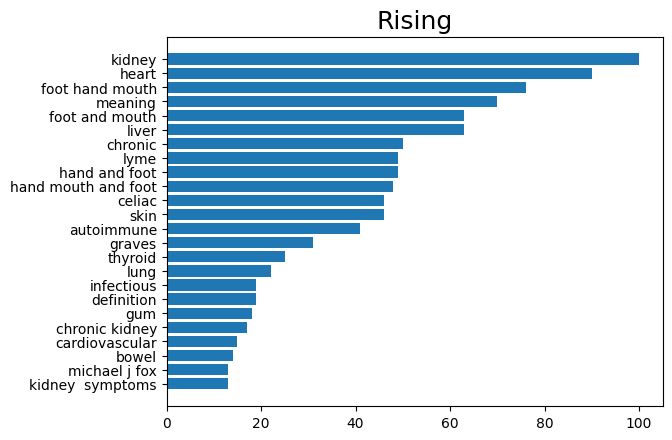 Rising
kidney
heart
foot hand mouth
meaning
foot and mouth
liver
chronic
lyme
hand and foot
hand mouth and foot
celiac
skin
autoimmune
graves
thyroid
lung
infectious
definition
gum
chronic kidney
cardiovascular
bowel
michael j fox
kidney  symptoms
0 20 40 60 80 100